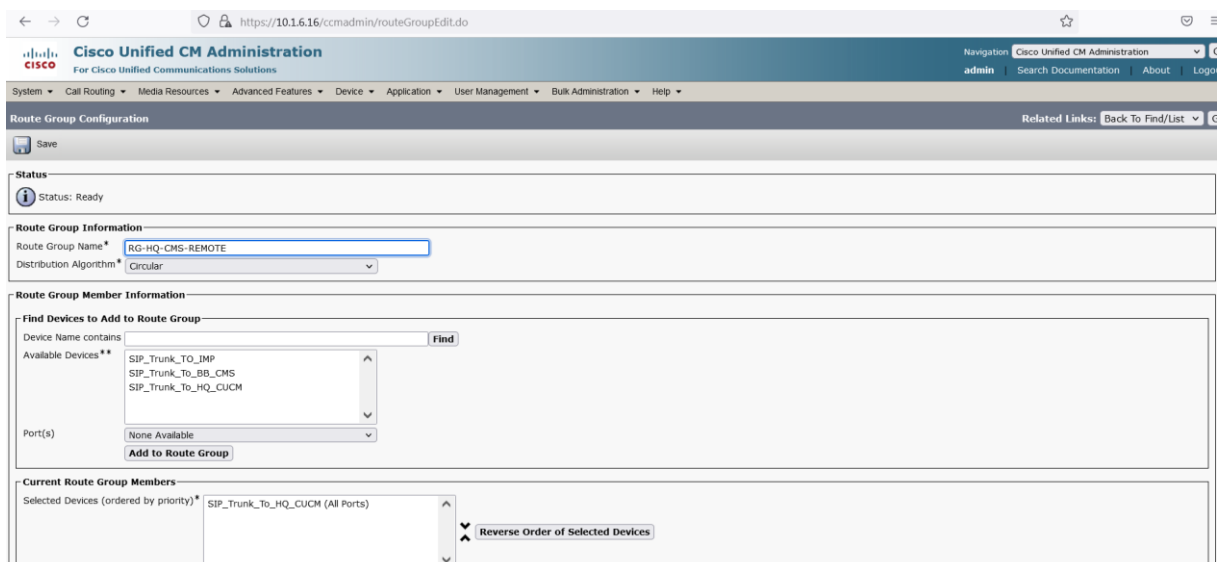 https://10.1.6.16/ccmadmin/routeGroupEdit.do
Cisco Unified CM Administration
CISCO
For Cisco Unified Communications Solutions
Navigation Cisco Unified CM Administration
admin Search Documentation About Logou
System Call Routing Media Resources Advanced Features Device Application User Management Bulk Administration Help
Route Group Configuration
Related Links: Back To Find/List G
Save
Status
Status: Ready
Route Group Information
Route Group Name* RG-HQ-CMS-REMOTE
Distribution Algorithm* Circular
Route Group Member Information
Find Devices to Add to Route Group
Device Name contains Find
Available Devices** SIP_Trunk_TO_IMP
SIP_Trunk_To_BB_CMS
SIP_Trunk_To_HQ_CUCM
Port(s) None Available
Add to Route Group
Current Route Group Members
Selected Devices (ordered by priority)* SIP_Trunk_To_HQ_CUCM (All Ports)
Reverse Order of Selected Devices